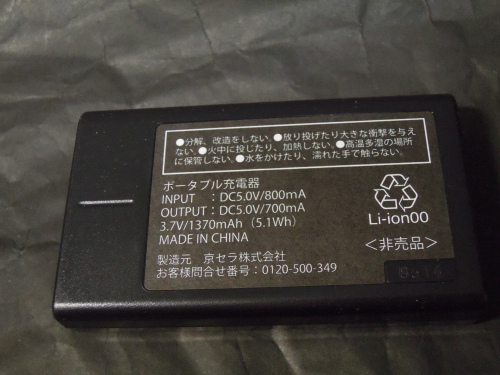 ●分解、改造をしない。●放り投げたり大きな衝撃を与え
ない。●火中に投じたり、加熱しない。●高温多湿の場所
に保管しない。●水をかけたり、濡れた手で触らない。
ポータブル充電器
INPUT ：DC5.0V/800mA
OUTPUT：DC5.0V/700mA
3.7V/1370mAh（5.1Wh）
MADE IN CHINA
Li-ion00
＜非売品＞
製造元 京セラ株式会社
お客様問合せ番号：0120-500-349